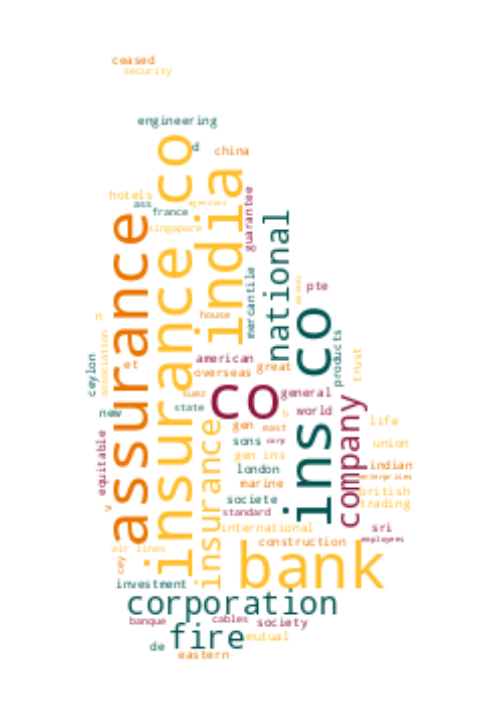 ceased
security
engineering
d
china
insurance co
india
hotels
ass
france
agencies
singapore
guarantee
assurance
national
mercantile
pte
house
n
ins co
products
association
ceylon
et
american
overseas
great
trust
suez
co
general
state
new
b
world
company
life
gen
east
equitable
insurance
sons
corp
union
gen ins
london
indian
marine
enterprises
british
societe
trading
v
standard
international
sri
construction
employees
air lines
cey
bank
investment
corporation
banque
cables
society
fire
mutual
de
eastern